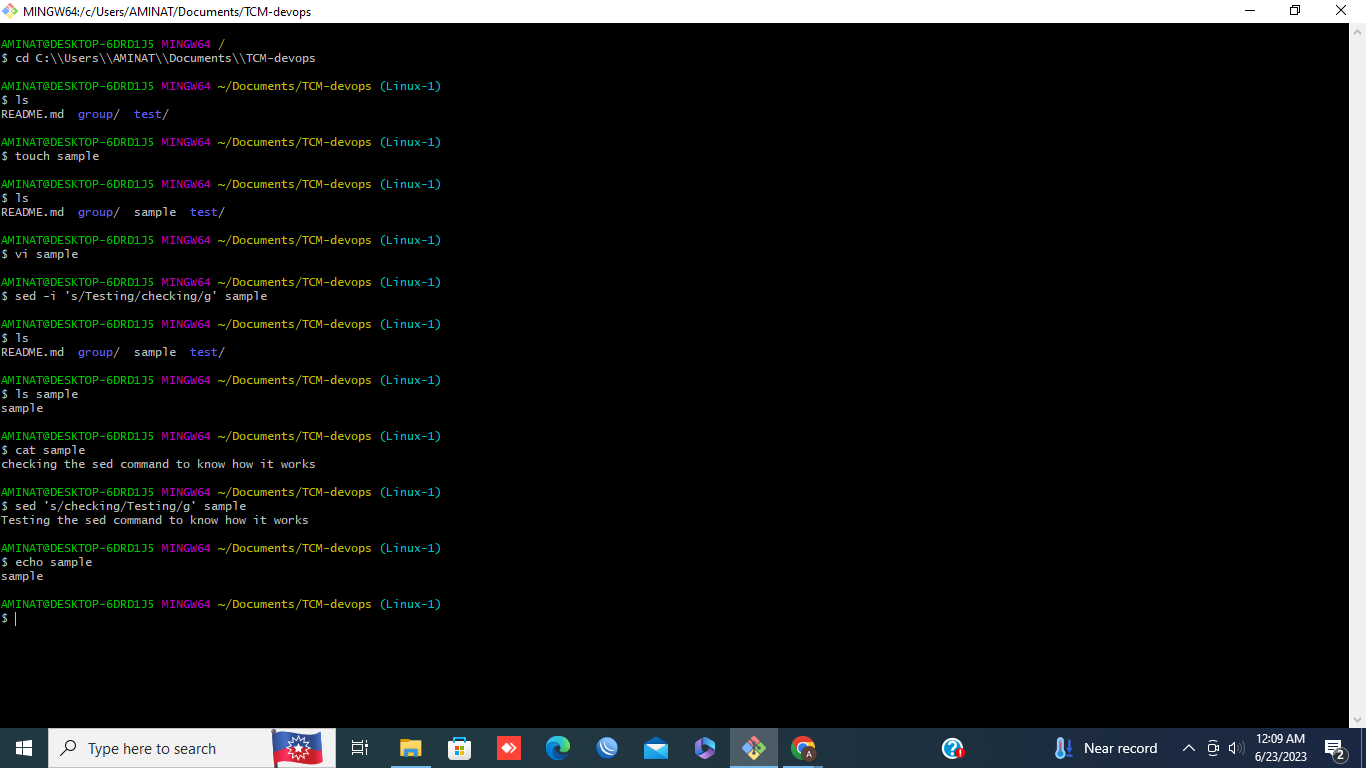 MINGW64:/c/Users/AMINAT/Documents/TCM-devops
AMINAT@DESKTOP-6DRD1J5 MINGW64 /
$ cd C:\\Users\\AMINAT\\Documents\\TCM-devops
AMINAT@DESKTOP-6DRD1J5 MINGW64 ~/Documents/TCM-devops (Linux-1)
$ ls
README.md  group/  test/
AMINAT@DESKTOP-6DRD1J5 MINGW64 ~/Documents/TCM-devops (Linux-1)
$ touch sample
AMINAT@DESKTOP-6DRD1J5 MINGW64 ~/Documents/TCM-devops (Linux-1)
$ ls
README.md  group/  sample  test/
AMINAT@DESKTOP-6DRD1J5 MINGW64 ~/Documents/TCM-devops (Linux-1)
$ vi sample
AMINAT@DESKTOP-6DRD1J5 MINGW64 ~/Documents/TCM-devops (Linux-1)
$ sed -i 's/Testing/checking/g' sample
AMINAT@DESKTOP-6DRD1J5 MINGW64 ~/Documents/TCM-devops (Linux-1)
$ ls
README.md  group/  sample  test/
AMINAT@DESKTOP-6DRD1J5 MINGW64 ~/Documents/TCM-devops (Linux-1)
$ ls sample
sample
AMINAT@DESKTOP-6DRD1J5 MINGW64 ~/Documents/TCM-devops (Linux-1)
$ cat sample
checking the sed command to know how it works
AMINAT@DESKTOP-6DRD1J5 MINGW64 ~/Documents/TCM-devops (Linux-1)
$ sed 's/checking/Testing/g' sample
Testing the sed command to know how it works
AMINAT@DESKTOP-6DRD1J5 MINGW64 ~/Documents/TCM-devops (Linux-1)
$ echo sample
sample
AMINAT@DESKTOP-6DRD1J5 MINGW64 ~/Documents/TCM-devops (Linux-1)
$
Type here to search
A
Near record
12:09 AM
6/23/2023
2